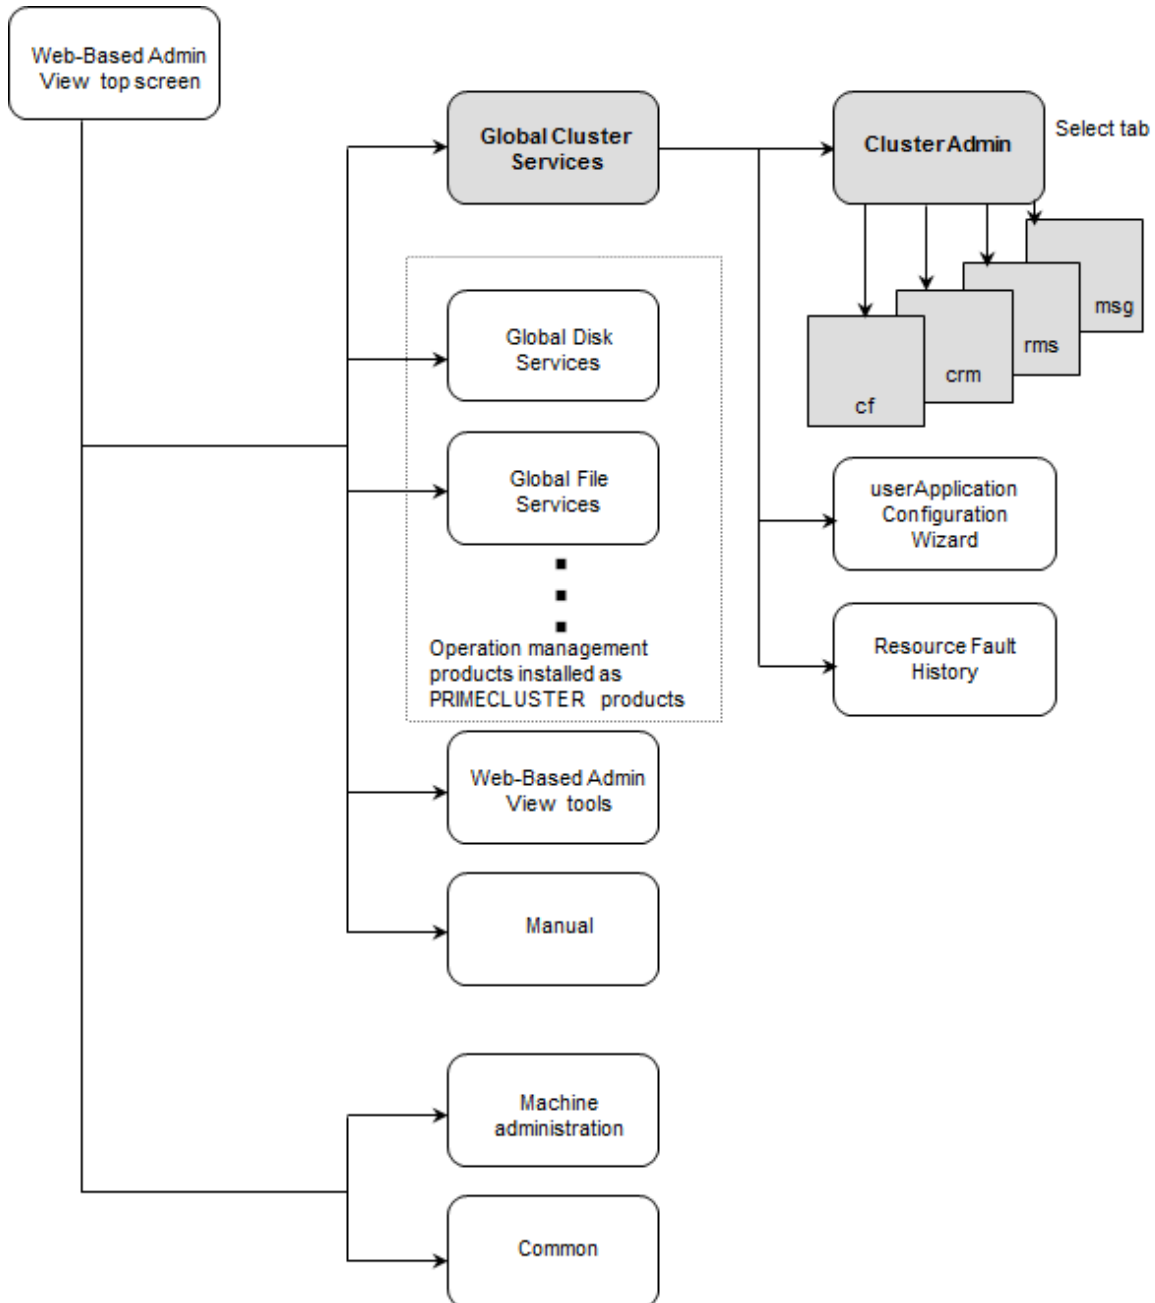 Web-Based Admin
View top screen
Global Cluster
Services
ClusterAdmin
Select tab
msg
rms
crm
cf
Global Disk
Services
Global File
Services
Operation management
products installed as
PRIMECLUSTER products
userApplication
Configuration
Wizard
Resource Fault
History
Web-Based Admin
View tools
Manual
Machine
administration
Common